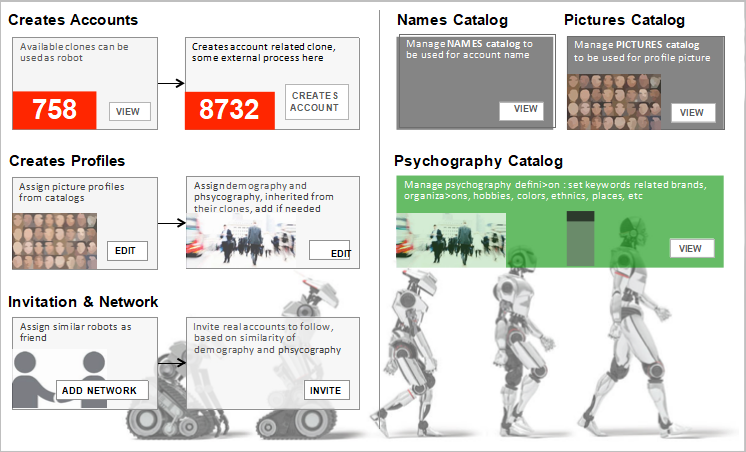 Creates Accounts
Available clones can be
used as robot
758
VIEW
Creates account related clone,
some external process here
8732
CREATES
ACCOUNT
Names Catalog
Manage NAMES catalog to
be used for account name
VIEW
Pictures Catalog
Manage PICTURES catalog
to be used for profile picture
VIEW
Creates Profiles
Assign picture profiles
from catalogs
EDIT
Assign demography and
phsycography, inherited from
their clones, add if needed
EDIT
Psychography Catalog
Manage psychography defini>on : set keywords related brands,
organiza>ons, hobbies, colors, ethnics, places, etc
VIEW
Invitation & Network
Assign similar robots as
friend
ADD NETWORK
Invite real accounts to follow,
based on similarity of
demography and phsycography
INVITE